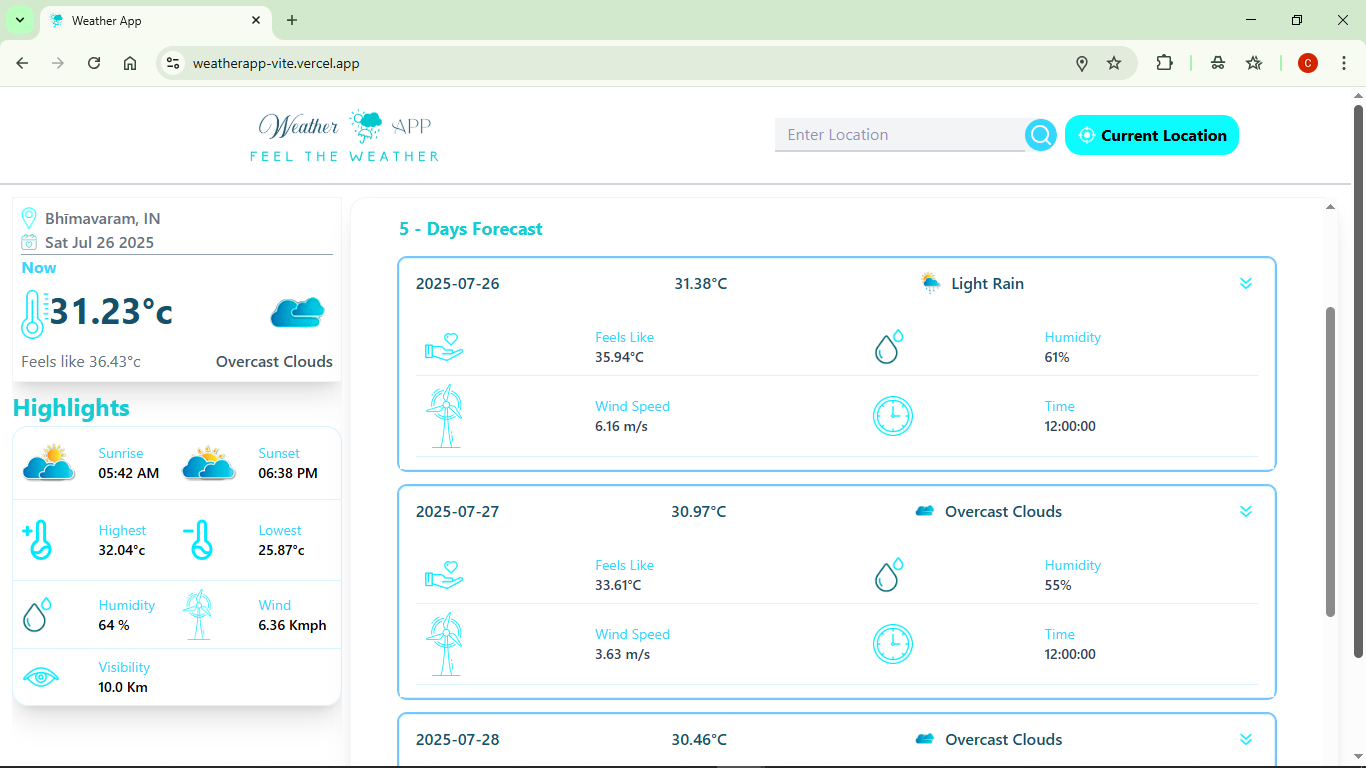 Weather App
weatherapp-vite.vercel.app
C
Weather APP
FEEL THE WEATHER
Enter Location
Current Location
Bhīmavaram, IN
Sat Jul 26 2025
Now
31.23°c
Feels like 36.43°c
Overcast Clouds
Highlights
Sunrise
05:42 AM
Sunset
06:38 PM
Highest
32.04°c
Lowest
25.87°c
Humidity
64 %
Wind
6.36 Kmph
Visibility
10.0 Km
5 - Days Forecast
2025-07-26 31.38°C Light Rain
Feels Like
35.94°C
Humidity
61%
Wind Speed
6.16 m/s
Time
12:00:00
2025-07-27 30.97°C Overcast Clouds
Feels Like
33.61°C
Humidity
55%
Wind Speed
3.63 m/s
Time
12:00:00
2025-07-28 30.46°C Overcast Clouds